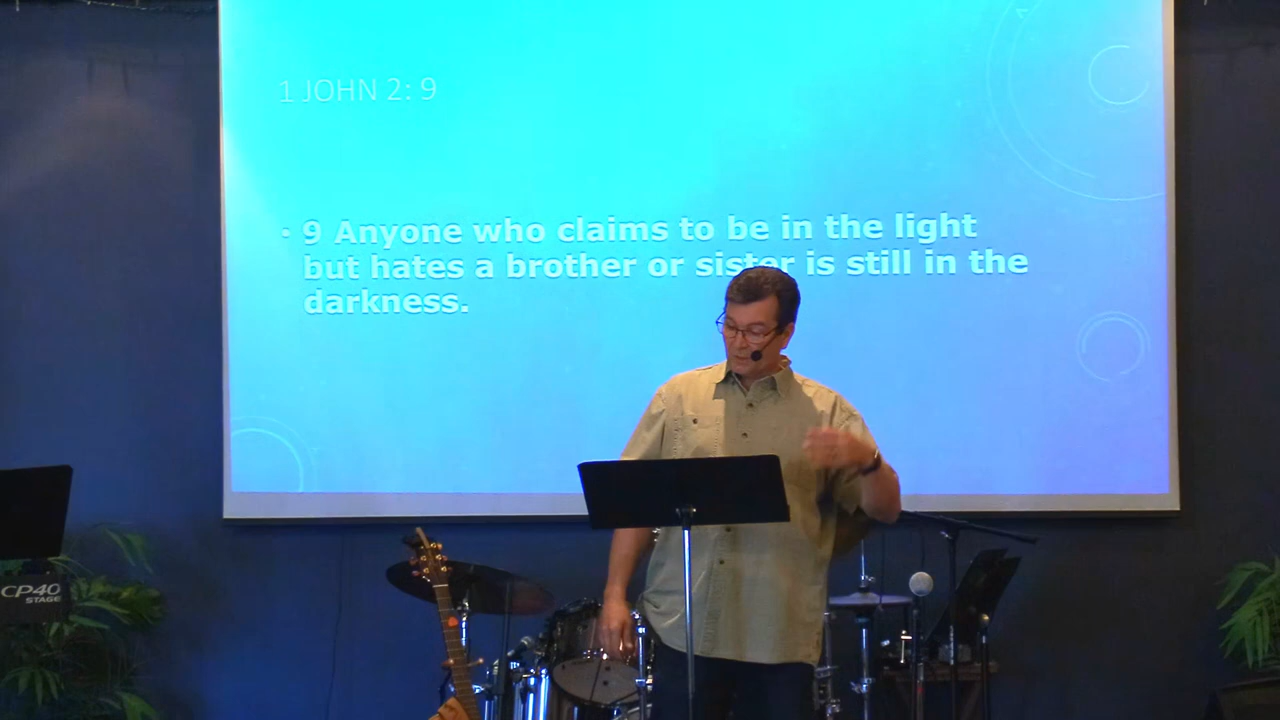 1 JOHN 2: 9
• 9 Anyone who claims to be in the light
but hates a brother or sister is still in the
darkness.
CP40
STAGE